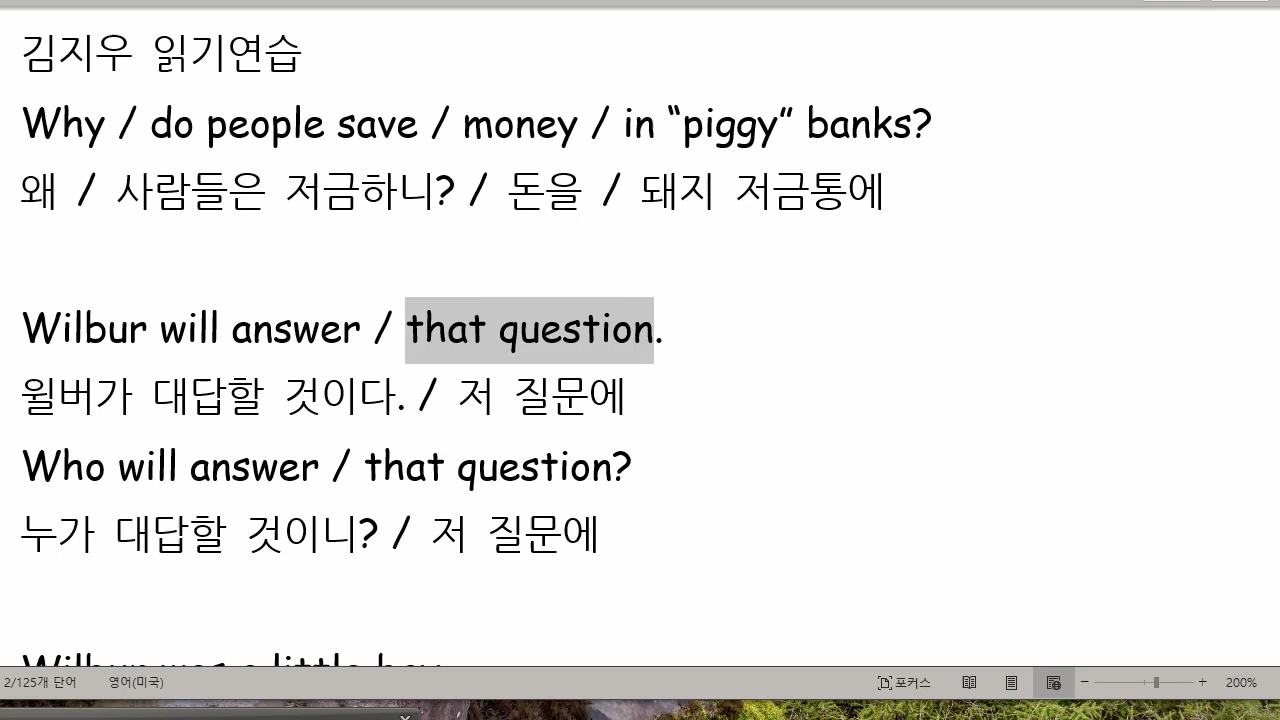 김지우 읽기연습
Why / do people save / money / in “piggy” banks?
왜 / 사람들은 저금하니? / 돈을 / 돼지 저금통에
Wilbur will answer / that question.
윌버가 대답할 것이다. / 저 질문에
Who will answer / that question?
누가 대답할 것이니? / 저 질문에
Wilbur was a little boy
2/125개 단어 영어(미국) 포커스 200%